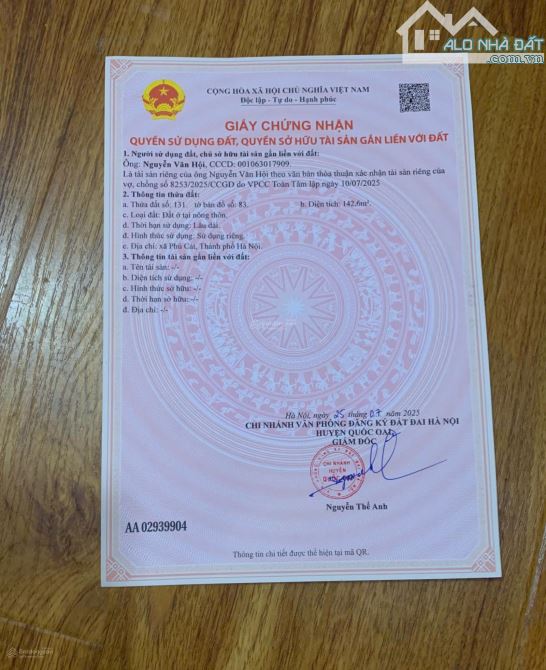 ALO NHÀ ĐẤT
.com.vn
CỘNG HÒA XÃ HỘI CHỦ NGHĨA VIỆT NAM
Độc lập - Tự do - Hạnh phúc
GIẤY CHỨNG NHẬN
QUYỀN SỬ DỤNG ĐẤT, QUYỀN SỞ HỮU TÀI SẢN GẮN LIỀN VỚI ĐẤT
1. Người sử dụng đất, chủ sở hữu tài sản gắn liền với đất:
Ông: Nguyễn Văn Hội, CCCD: 001063017909.
Là tài sản riêng của ông Nguyễn Văn Hội theo văn bản thỏa thuận xác nhận tài sản riêng của
vợ, chồng số 8253/2025/CCGD do VPCC Toàn Tâm lập ngày 10/07/2025
2. Thông tin thửa đất:
a. Thửa đất số: 131. tờ bản đồ số: 83. b. Diện tích: 142.6m².
c. Loại đất: Đất ở tại nông thôn.
d. Thời hạn sử dụng: Lâu dài.
đ. Hình thức sử dụng: Sử dụng riêng.
e. Địa chỉ: xã Phú Cát, Thành phố Hà Nội.
3. Thông tin tài sản gắn liền với đất:
a. Tên tài sản: -/-
b. Diện tích sử dụng: -/-
c. Hình thức sở hữu: -/-
d. Thời hạn sở hữu: -/-
đ. Địa chỉ: -/-
Hà Nội, ngày 25 tháng 07 năm 2025
CHI NHÁNH VĂN PHÒNG ĐĂNG KÝ ĐẤT ĐAI HÀ NỘI
HUYỆN QUỐC OAI
GIÁM ĐỐC
CHI NHÁNH
HUYỆN
Nguyễn Thế Anh
AA 02939904
Thông tin chi tiết được thể hiện tại mã QR.
Batdongsan